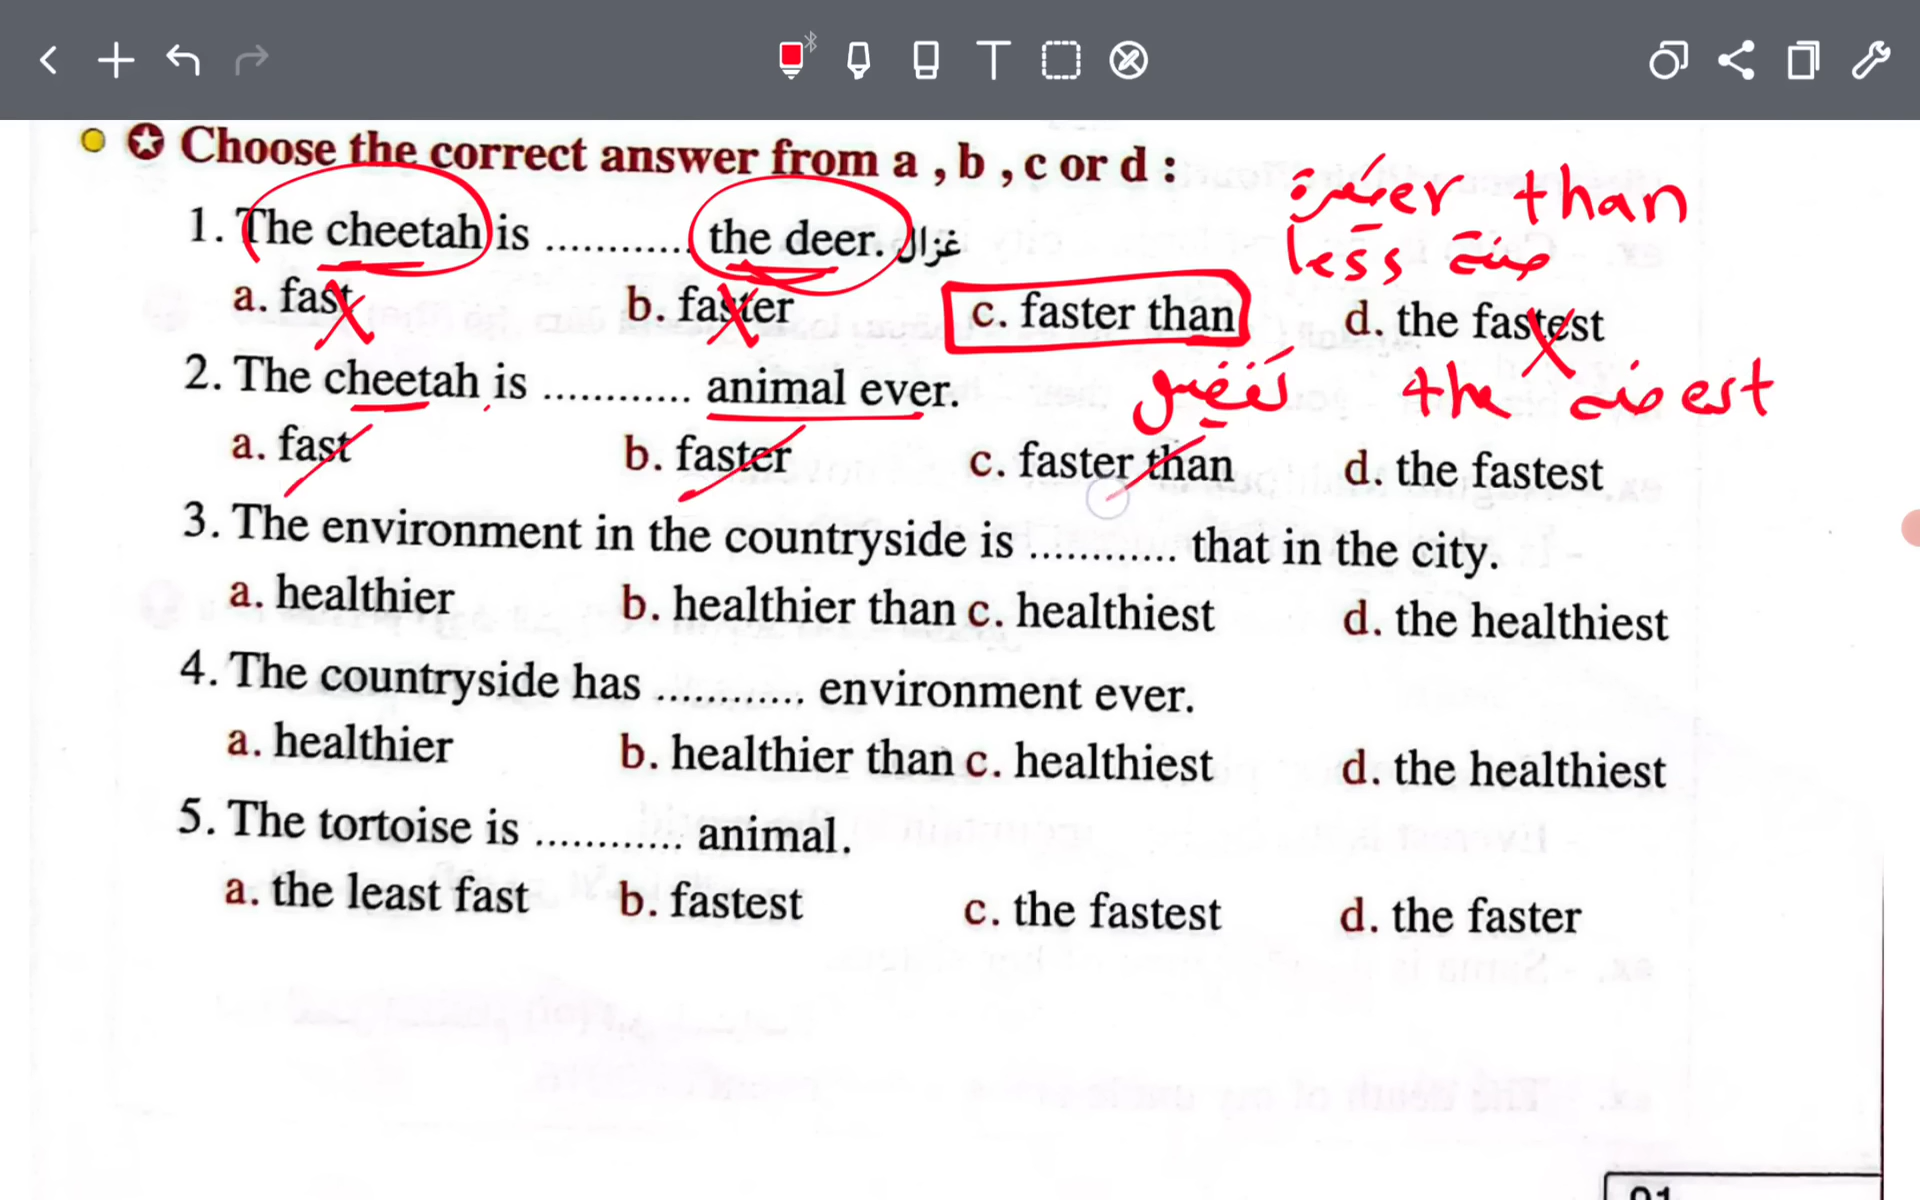 Choose the correct answer from a , b , c or d :
صفةer than
1. The cheetah is ............ the deer. غزال
less صفة
a. fast b. faster c. faster than d. the fastest
تفضيل the صفةest
2. The cheetah is ............ animal ever.
a. fast b. faster c. faster than d. the fastest
3. The environment in the countryside is ............ that in the city.
a. healthier b. healthier than c. healthiest d. the healthiest
4. The countryside has ............ environment ever.
a. healthier b. healthier than c. healthiest d. the healthiest
5. The tortoise is ............ animal.
a. the least fast b. fastest c. the fastest d. the faster